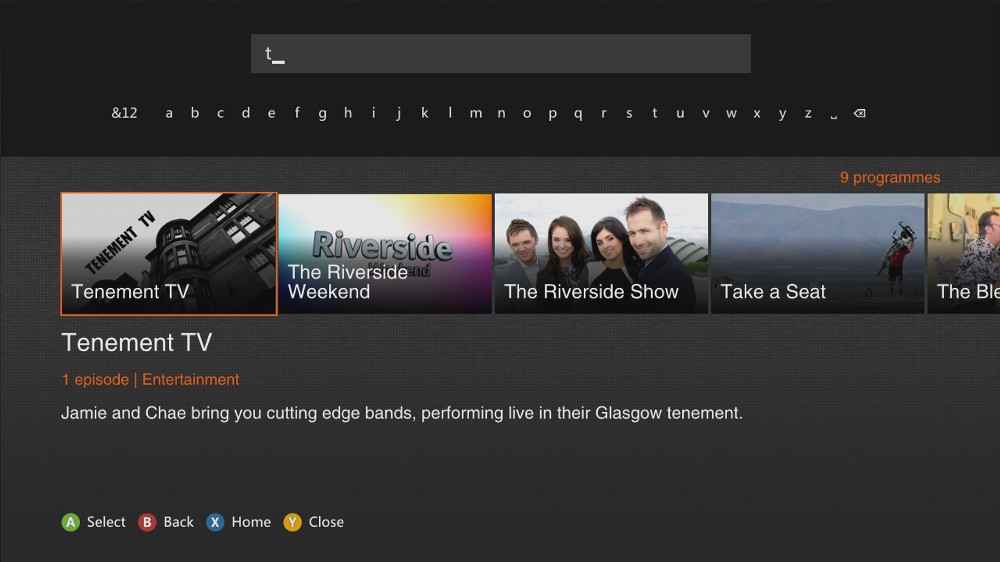 t_
&12 a b c d e f g h i j k l m n o p q r s t u v w x y z ␣ ⌫
9 programmes
TENEMENT TV
Tenement TV
Riverside
The Riverside
Weekend
The Riverside Show
Take a Seat
The Ble
Tenement TV
1 episode | Entertainment
Jamie and Chae bring you cutting edge bands, performing live in their Glasgow tenement.
A Select B Back X Home Y Close